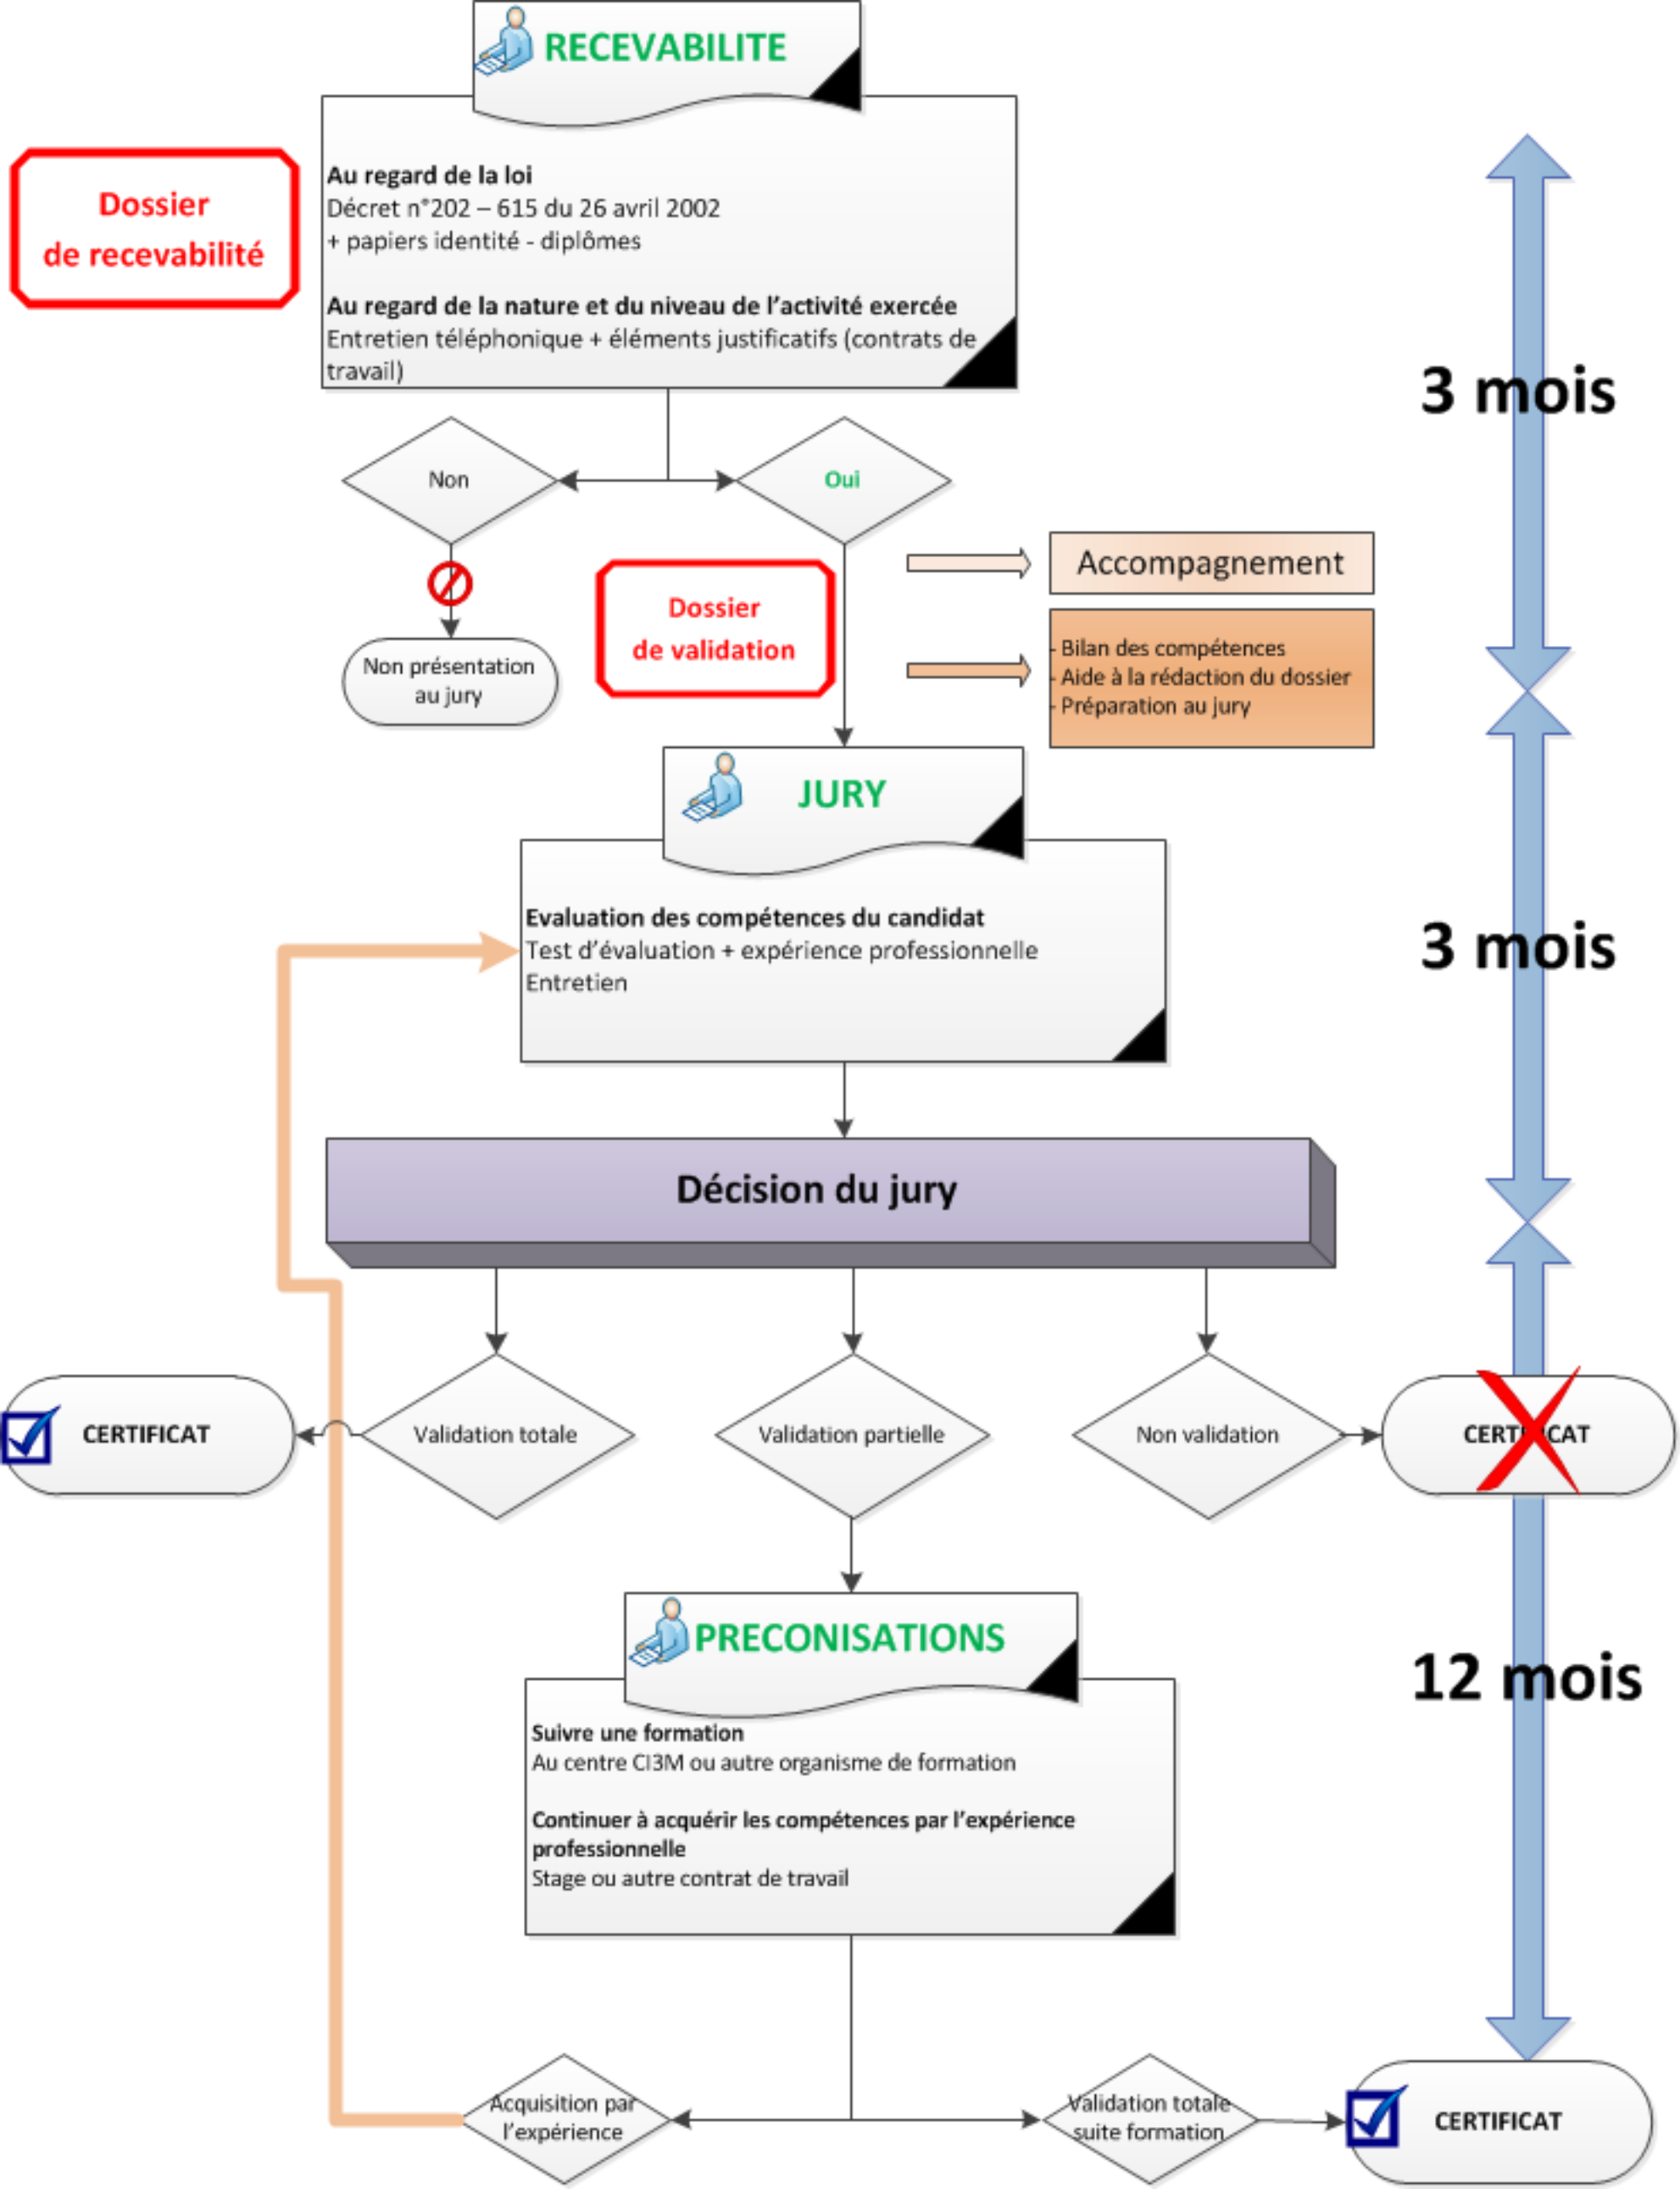 RECEVABILITE
Dossier
de recevabilité
Au regard de la loi
Décret n°202 – 615 du 26 avril 2002
+ papiers identité - diplômes
Au regard de la nature et du niveau de l'activité exercée
Entretien téléphonique + éléments justificatifs (contrats de
travail)
3 mois
Non
Oui
Accompagnement
Dossier
de validation
- Bilan des compétences
- Aide à la rédaction du dossier
- Préparation au jury
Non présentation
au jury
JURY
Evaluation des compétences du candidat
Test d'évaluation + expérience professionnelle
Entretien
3 mois
Décision du jury
CERTIFICAT
Validation totale
Validation partielle
Non validation
CERTIFICAT
PRECONISATIONS
12 mois
Suivre une formation
Au centre CI3M ou autre organisme de formation
Continuer à acquérir les compétences par l'expérience
professionnelle
Stage ou autre contrat de travail
Acquisition par
l'expérience
Validation totale
suite formation
CERTIFICAT